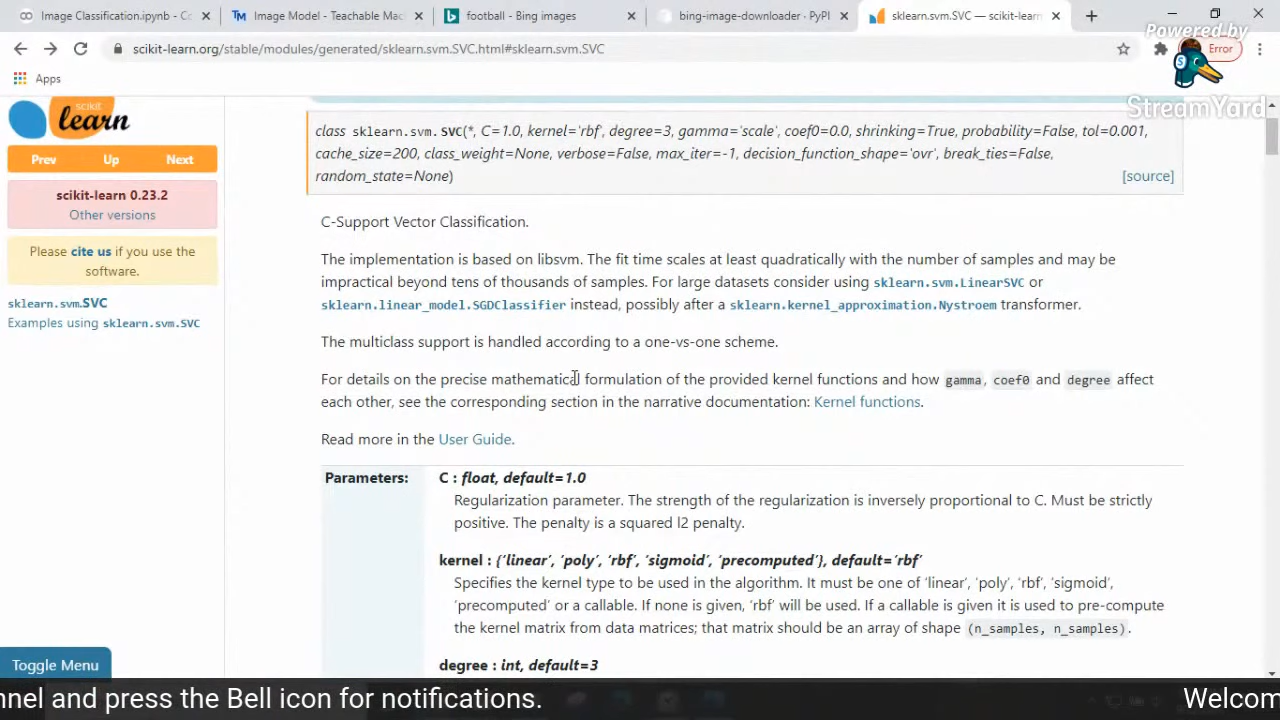 Image Classification.ipynb - Co
Image Model - Teachable Mac
football - Bing images
bing-image-downloader · PyPI
sklearn.svm.SVC — scikit-learn
Powered by
scikit-learn.org/stable/modules/generated/sklearn.svm.SVC.html#sklearn.svm.SVC
Error
Apps
StreamYard
scikit
learn
Prev
Up
Next
scikit-learn 0.23.2
Other versions
Please cite us if you use the
software.
sklearn.svm.SVC
Examples using sklearn.svm.SVC
class sklearn.svm.SVC(*, C=1.0, kernel='rbf', degree=3, gamma='scale', coef0=0.0, shrinking=True, probability=False, tol=0.001,
cache_size=200, class_weight=None, verbose=False, max_iter=-1, decision_function_shape='ovr', break_ties=False,
random_state=None)
[source]
C-Support Vector Classification.
The implementation is based on libsvm. The fit time scales at least quadratically with the number of samples and may be
impractical beyond tens of thousands of samples. For large datasets consider using sklearn.svm.LinearSVC or
sklearn.linear_model.SGDClassifier instead, possibly after a sklearn.kernel_approximation.Nystroem transformer.
The multiclass support is handled according to a one-vs-one scheme.
For details on the precise mathematical formulation of the provided kernel functions and how gamma, coef0 and degree affect
each other, see the corresponding section in the narrative documentation: Kernel functions.
Read more in the User Guide.
Parameters:
C : float, default=1.0
Regularization parameter. The strength of the regularization is inversely proportional to C. Must be strictly
positive. The penalty is a squared l2 penalty.
kernel : {'linear', 'poly', 'rbf', 'sigmoid', 'precomputed'}, default='rbf'
Specifies the kernel type to be used in the algorithm. It must be one of 'linear', 'poly', 'rbf', 'sigmoid',
'precomputed' or a callable. If none is given, 'rbf' will be used. If a callable is given it is used to pre-compute
the kernel matrix from data matrices; that matrix should be an array of shape (n_samples, n_samples).
degree : int, default=3
Toggle Menu
nnel and press the Bell icon for notifications.
Welcom